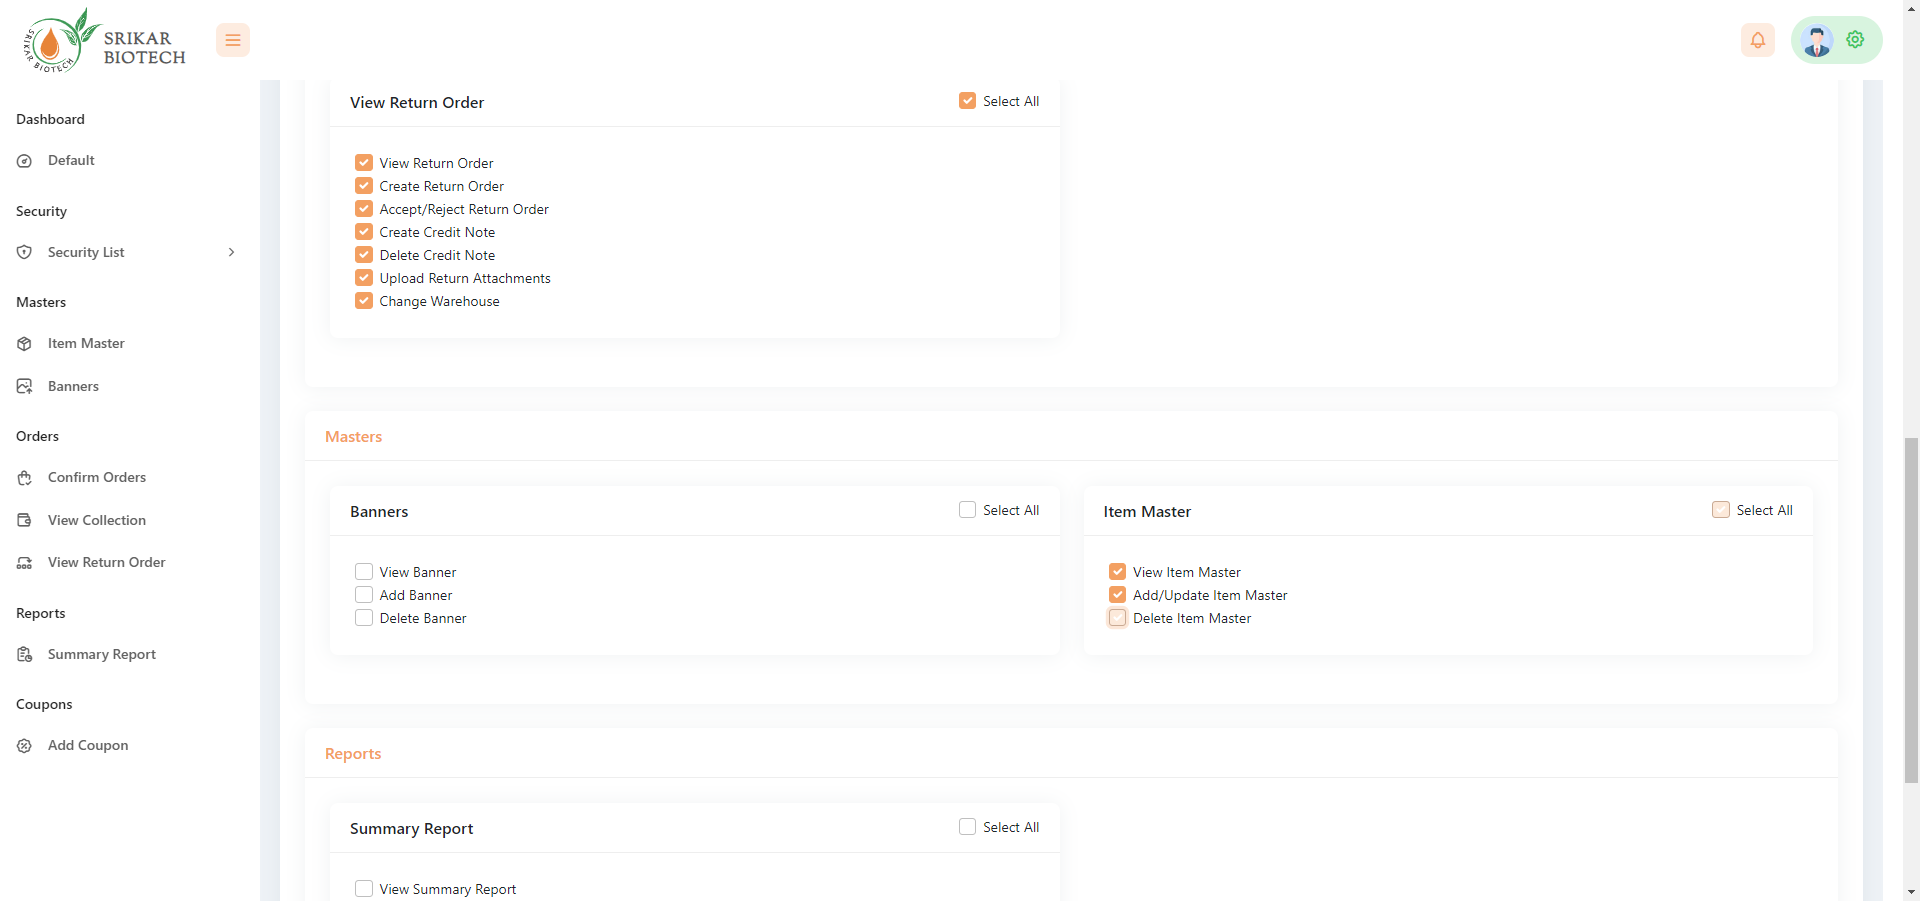 SRIKAR BIOTECH
SRIKAR
BIOTECH
Dashboard
Default
Security
Security List
Masters
Item Master
Banners
Orders
Confirm Orders
View Collection
View Return Order
Reports
Summary Report
Coupons
Add Coupon
View Return Order
Select All
View Return Order
Create Return Order
Accept/Reject Return Order
Create Credit Note
Delete Credit Note
Upload Return Attachments
Change Warehouse
Masters
Banners
Select All
View Banner
Add Banner
Delete Banner
Item Master
Select All
View Item Master
Add/Update Item Master
Delete Item Master
Reports
Summary Report
Select All
View Summary Report